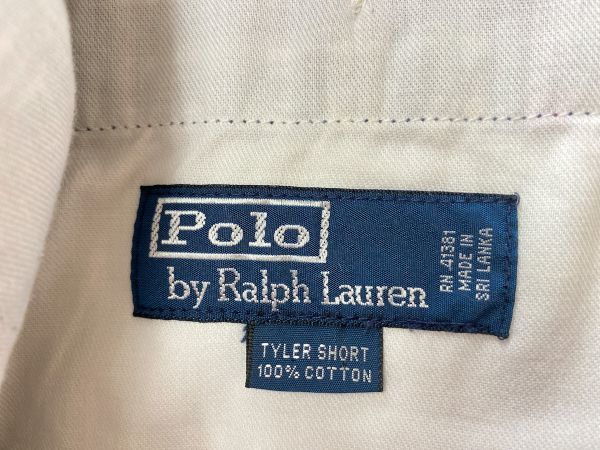 Polo
by Ralph Lauren
RN 41381
MADE IN
SRI LANKA
TYLER SHORT
100% COTTON